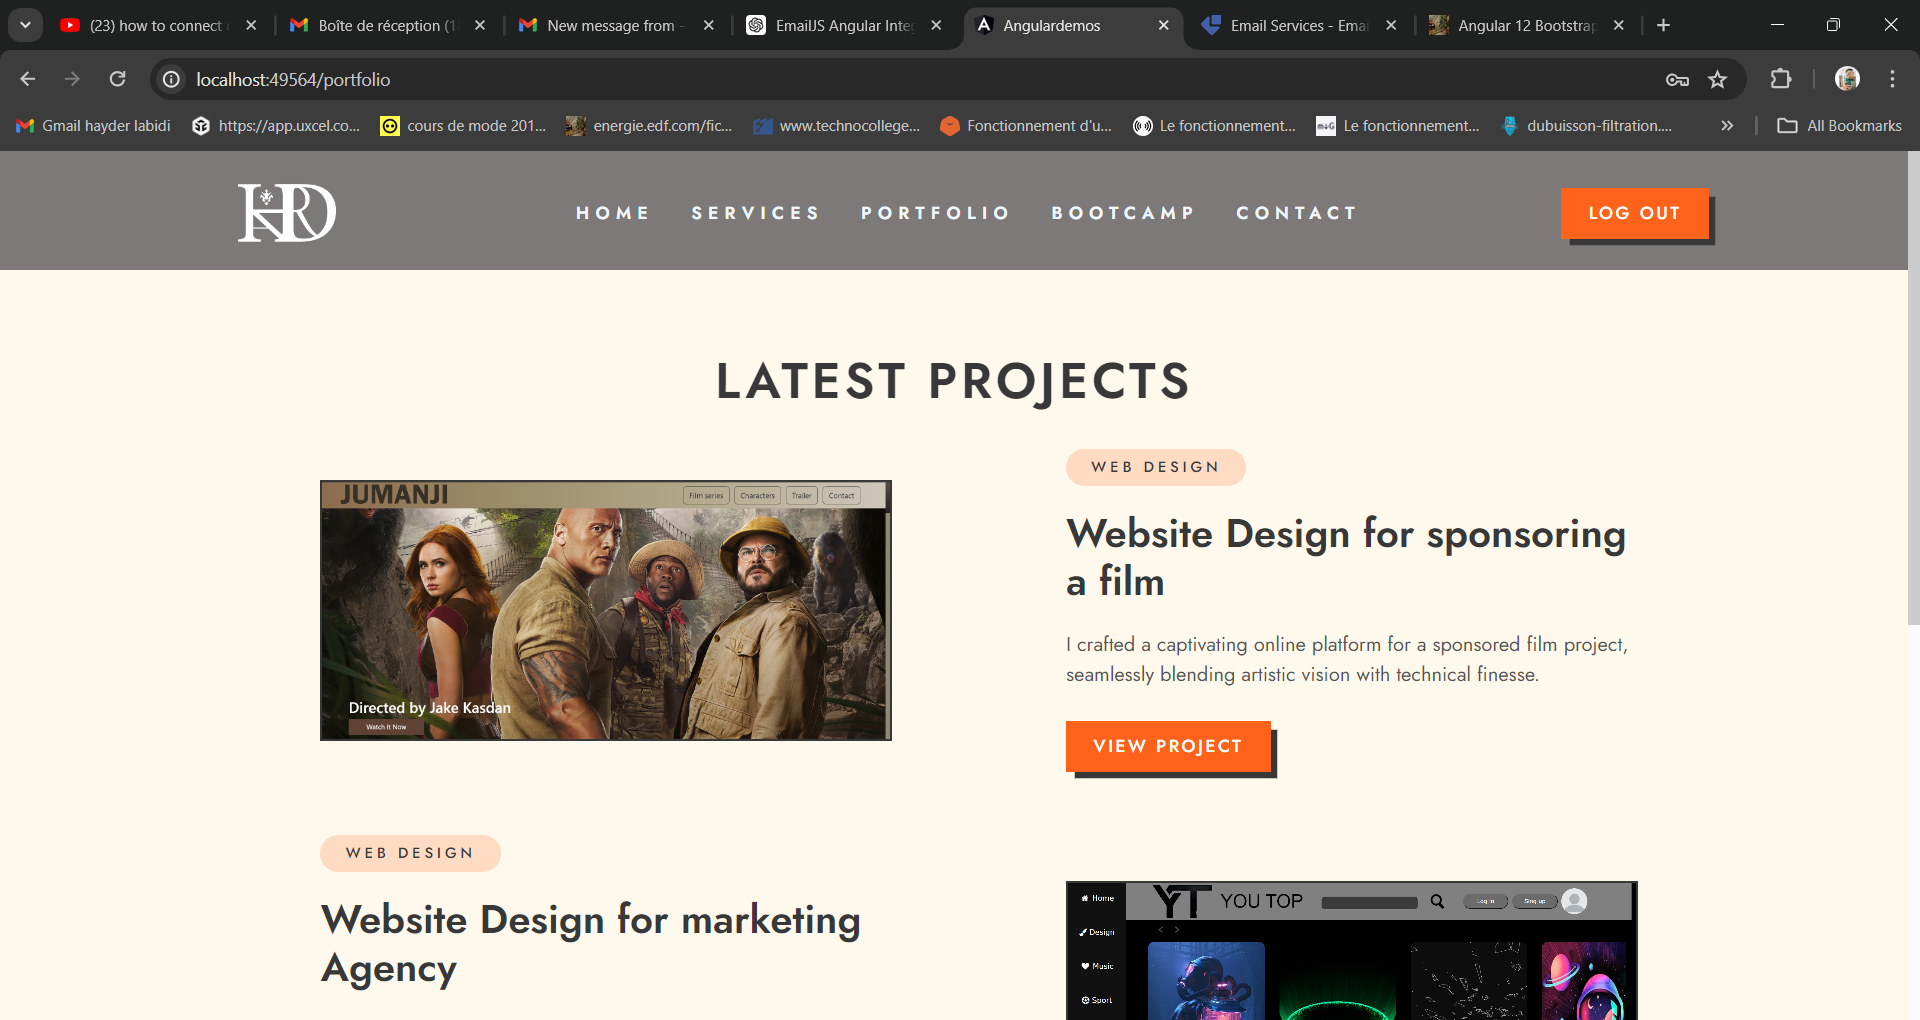 (23) how to connect
Boîte de réception (1
New message from -
EmailJS Angular Integ
Angulardemos
Email Services - Emai
Angular 12 Bootstrap
localhost:49564/portfolio
Gmail hayder labidi
https://app.uxcel.co...
cours de mode 201...
energie.edf.com/fic...
www.technocollege...
Fonctionnement d'u...
Le fonctionnement...
Le fonctionnement...
dubuisson-filtration....
All Bookmarks
HRD
HOME
SERVICES
PORTFOLIO
BOOTCAMP
CONTACT
LOG OUT
LATEST PROJECTS
JUMANJI
Film series
Characters
Trailer
Contact
Directed by Jake Kasdan
Watch It Now
WEB DESIGN
Website Design for sponsoring
a film
I crafted a captivating online platform for a sponsored film project,
seamlessly blending artistic vision with technical finesse.
VIEW PROJECT
WEB DESIGN
Website Design for marketing
Agency
YT YOU TOP
Log in
Sing up
Home
Design
Music
Sport